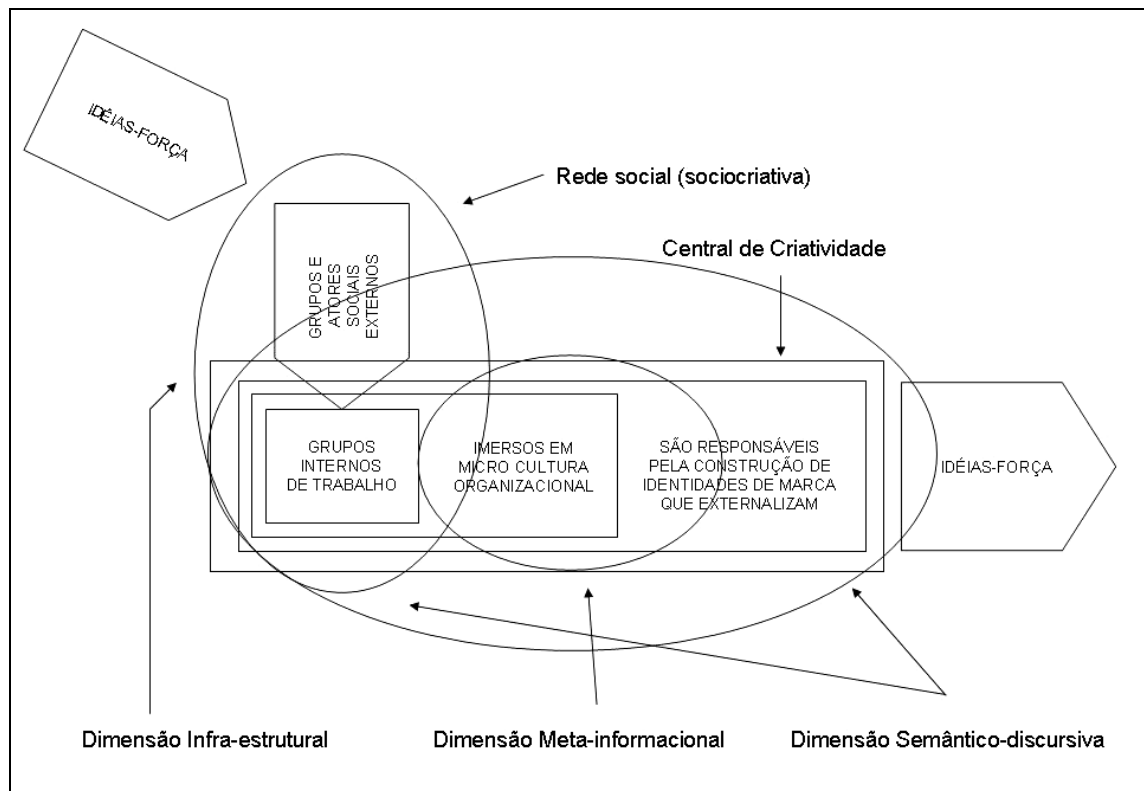 IDÉIAS-FORÇA
Rede social (sociocriativa)
Central de Criatividade
GRUPOS E
ATORES
SOCIAIS
EXTERNOS
GRUPOS
INTERNOS
DE TRABALHO
IMERSOS EM
MICRO CULTURA
ORGANIZACIONAL
SÃO RESPONSÁVEIS
PELA CONSTRUÇÃO DE
IDENTIDADES DE MARCA
QUE EXTERNALIZAM
IDÉIAS-FORÇA
Dimensão Infra-estrutural
Dimensão Meta-informacional
Dimensão Semântico-discursiva